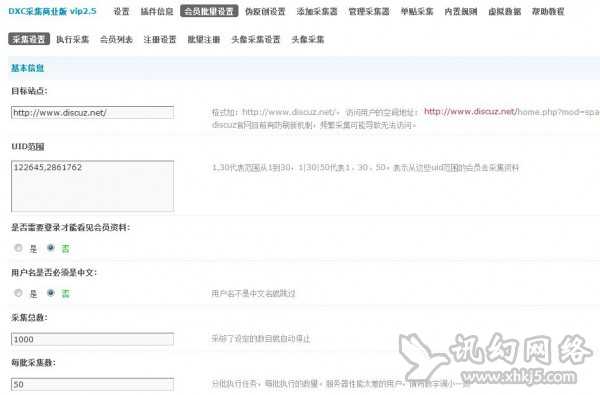 DXC采集商业版 vip2.5 设置 插件信息 会员批量设置 伪原创设置 添加采集器 管理采集器 单贴采集 内置规则 虚拟数据 帮助教程
采集设置 执行采集 会员列表 注册设置 批量注册 头像采集设置 头像采集
基本信息
目标站点:
http://www.discuz.net/ 格式如: http://www.discuz.net/。 访问用户的空间地址: http://www.discuz.net/home.php?mod=spa
discuz官网目前有防刷新机制，频繁采集可能导致无法访问。
UID范围
122645,2861762 1,30代表范围从1到30，1|30|50代表1、30、50。表示从这些uid范围的会员去采集资料
是否需要登录才能看见会员资料:
是 否
用户名是否必须是中文:
是 否 用户名不是中文名就跳过
采集总数:
1000 采够了设定的数目就自动停止
每批采集数:
50 分批执行任务，每批执行的数量。服务器性能太差的用户，请将数字调小一
讯幻网络
www.xhkj5.com